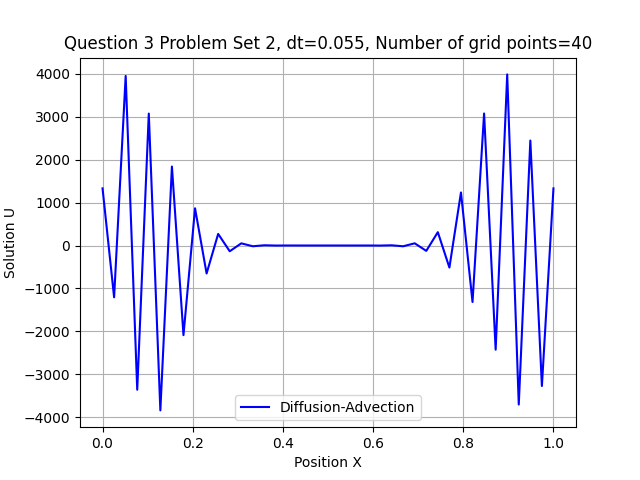 Question 3 Problem Set 2, dt=0.055, Number of grid points=40
4000
3000
2000
1000
0
−1000
−2000
−3000
−4000
Solution U
Diffusion-Advection
0.0 0.2 0.4 0.6 0.8 1.0
Position X